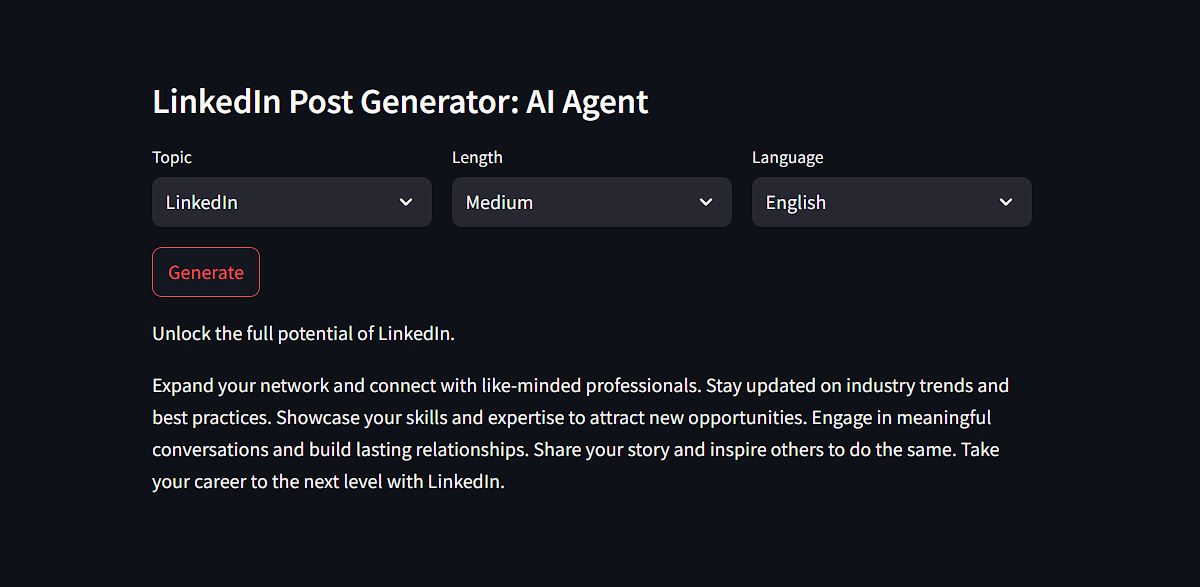 LinkedIn Post Generator: AI Agent
Topic
Length
Language
LinkedIn
Medium
English
Generate
Unlock the full potential of LinkedIn.
Expand your network and connect with like-minded professionals. Stay updated on industry trends and
best practices. Showcase your skills and expertise to attract new opportunities. Engage in meaningful
conversations and build lasting relationships. Share your story and inspire others to do the same. Take
your career to the next level with LinkedIn.